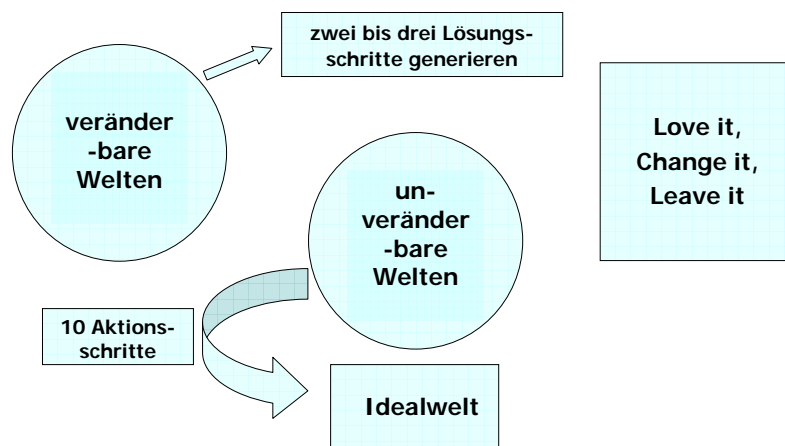 zwei bis drei Lösungs-
schritte generieren
veränder
-bare
Welten
Love it,
Change it,
Leave it
un-
veränder
-bare
Welten
10 Aktions-
schritte
Idealwelt